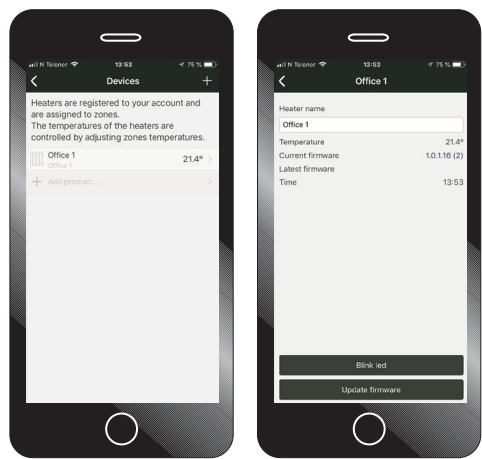 N Telenor 13:53 75 %
Devices
Heaters are registered to your account and
are assigned to zones.
The temperatures of the heaters are
controlled by adjusting zones temperatures.
Office 1 21.4°
Office 1
Add product...
N Telenor 13:53 75 %
Office 1
Heater name
Office 1
Temperature 21.4°
Current firmware 1.0.1.16 (2)
Latest firmware
Time 13:53
Blink led
Update firmware